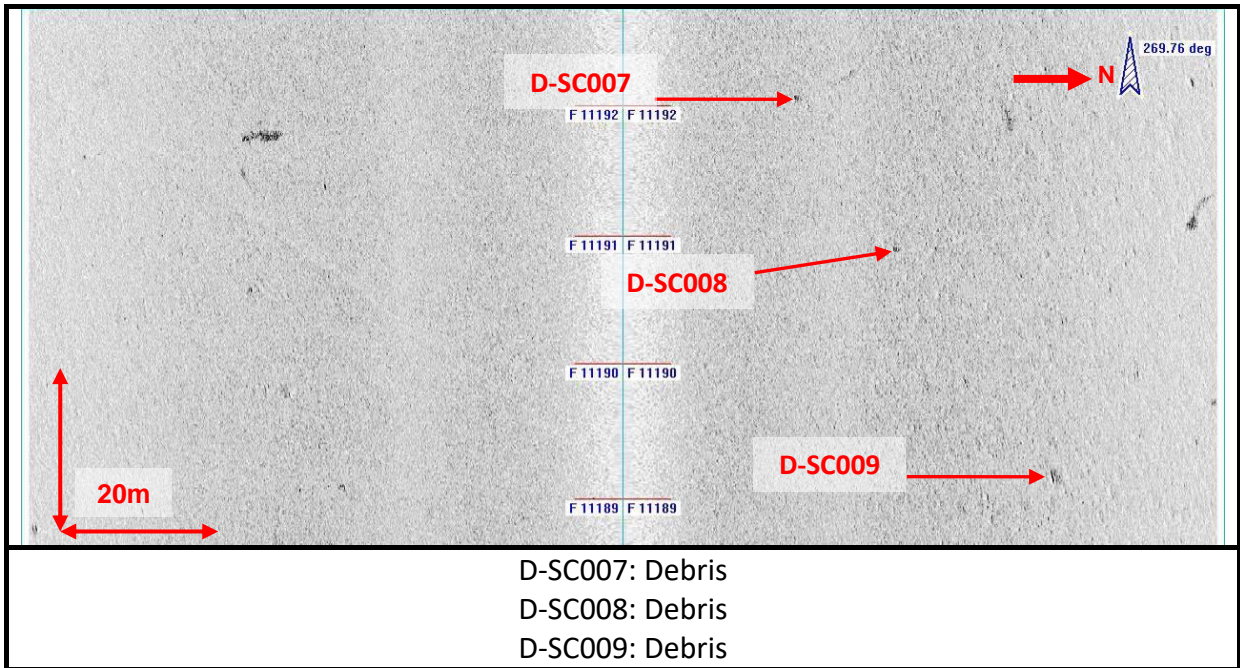 269.76 deg
N
D-SC007
F 11192 F 11192
F 11191 F 11191
D-SC008
F 11190 F 11190
D-SC009
20m
F 11189 F 11189
D-SC007: Debris
D-SC008: Debris
D-SC009: Debris